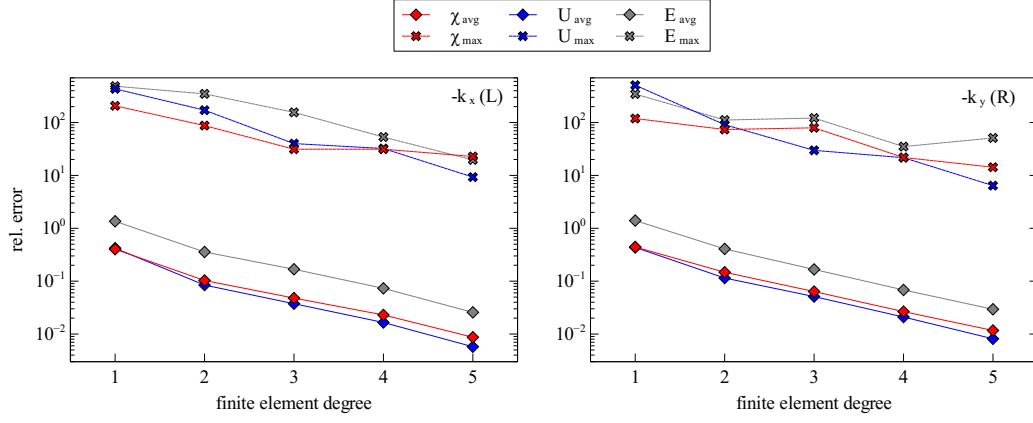 χ avg U avg E avg
χ max U max E max
-k x (L)
-k y (R)
rel. error
10² 10¹ 10⁰ 10⁻¹ 10⁻²
10² 10¹ 10⁰ 10⁻¹ 10⁻²
1 2 3 4 5
1 2 3 4 5
finite element degree
finite element degree